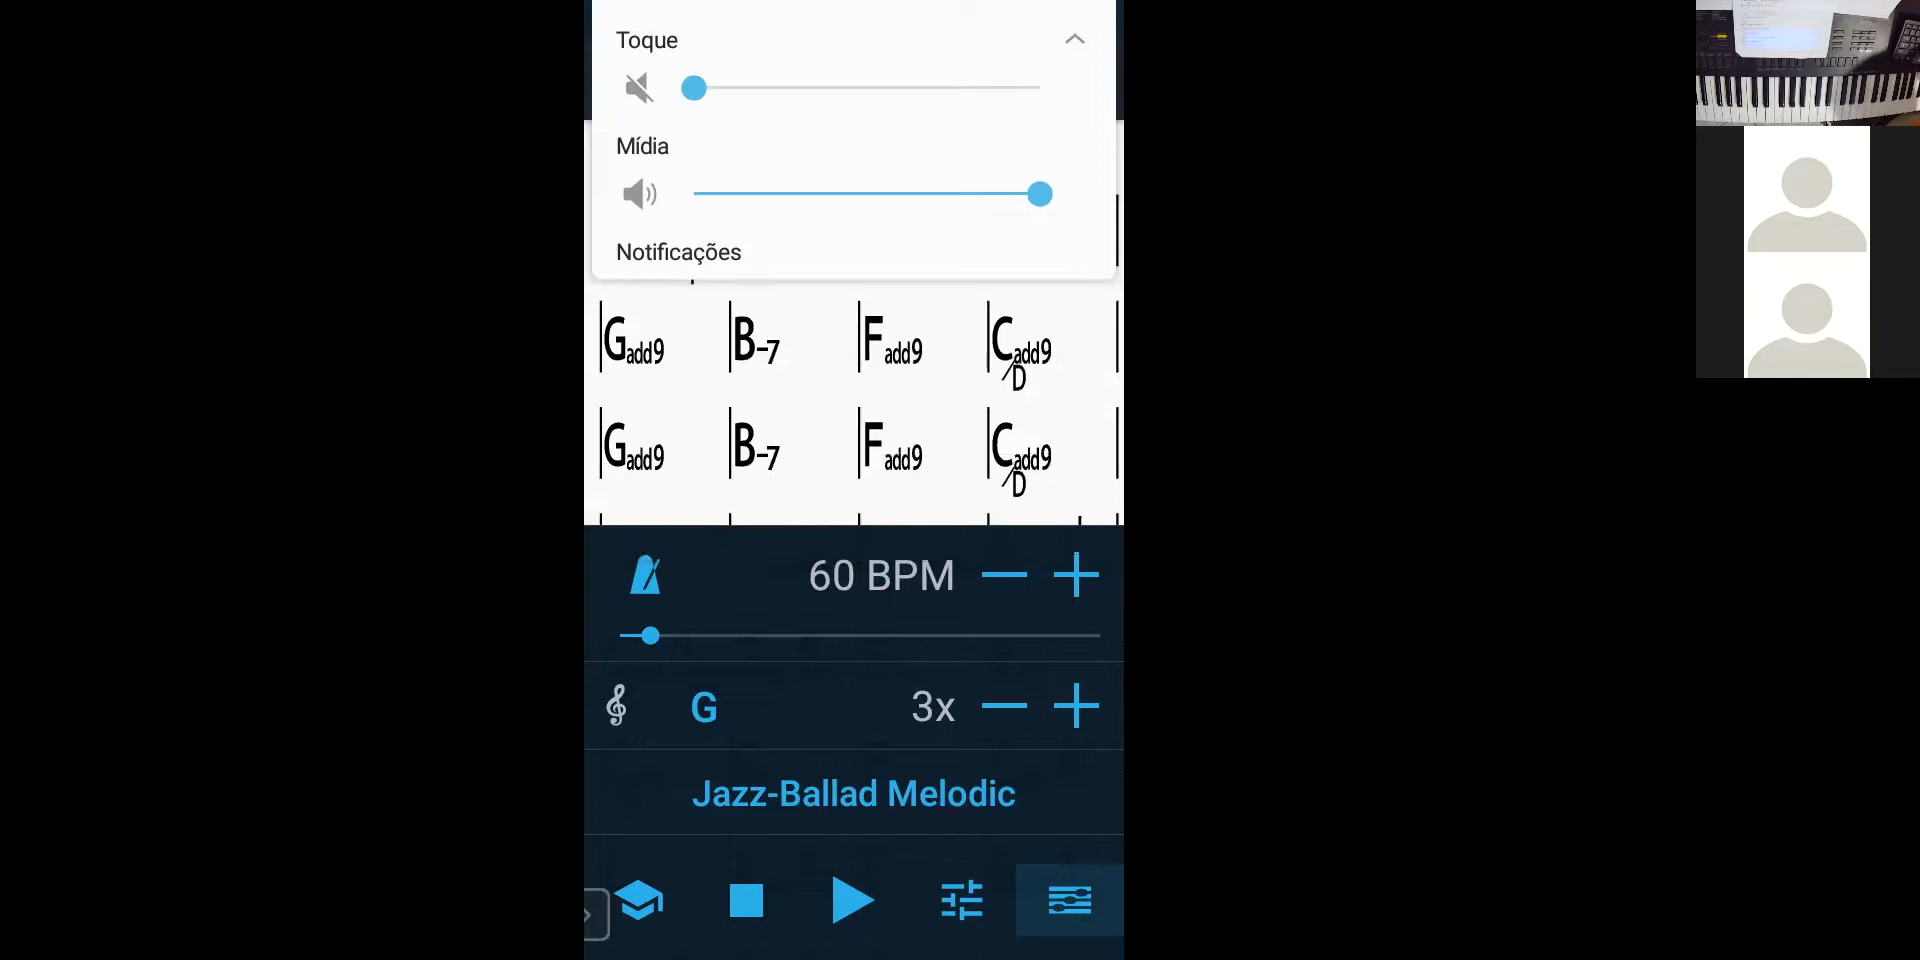 Toque
Mídia
Notificações
Gadd9 B-7 Fadd9 Cadd9/D
Gadd9 B-7 Fadd9 Cadd9/D
60 BPM
G 3x
Jazz-Ballad Melodic